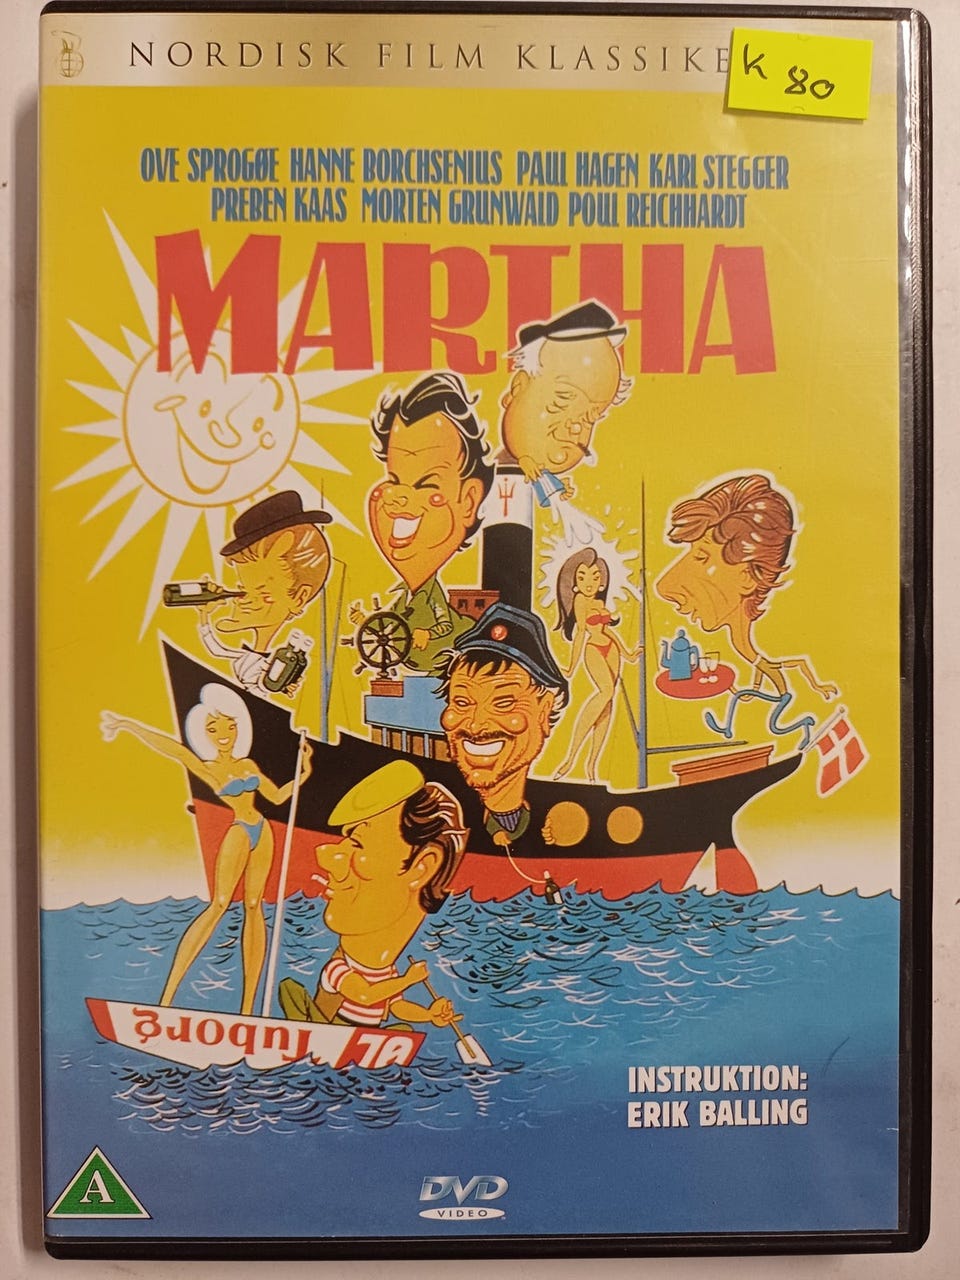 NORDISK FILM KLASSIKE
K 80
OVE SPROGØE HANNE BORCHSENIUS PAUL HAGEN KARL STEGGER
PREBEN KAAS MORTEN GRUNWALD POUL REICHHARDT
MARTHA
Tuborg
ØL
INSTRUKTION:
ERIK BALLING
A
DVD
VIDEO